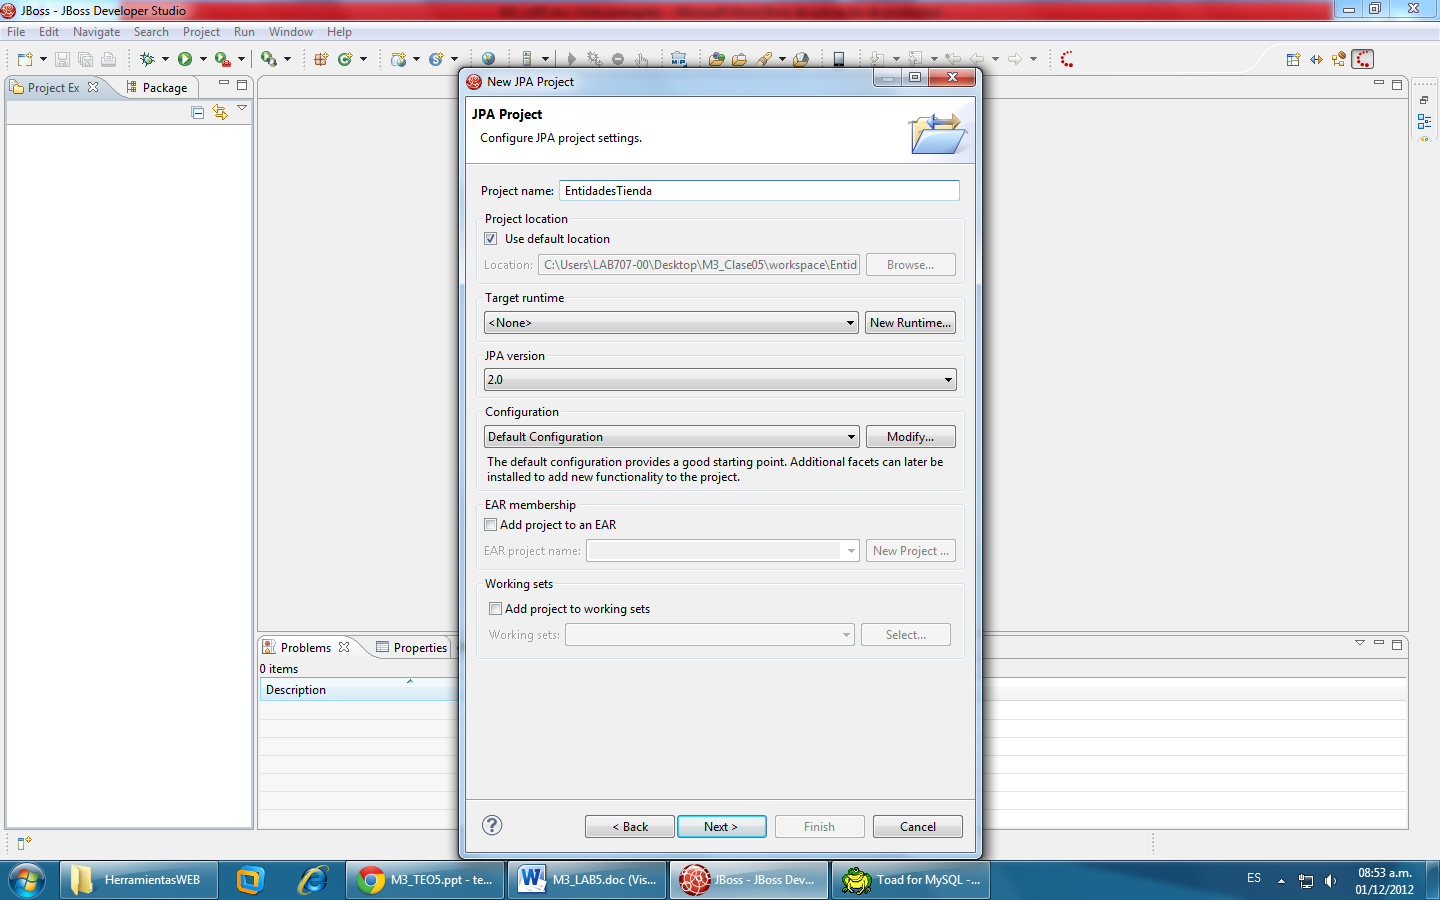 JBoss - JBoss Developer Studio
File Edit Navigate Search Project Run Window Help
Project Ex
Package
New JPA Project
JPA Project
Configure JPA project settings.
Project name: EntidadesTienda
Project location
Use default location
Location: C:\Users\LAB707-00\Desktop\M3_Clase05\workspace\Entid Browse...
Target runtime
<None> New Runtime...
JPA version
2.0
Configuration
Default Configuration Modify...
The default configuration provides a good starting point. Additional facets can later be
installed to add new functionality to the project.
EAR membership
Add project to an EAR
EAR project name: New Project ...
Working sets
Add project to working sets
Working sets: Select...
Problems Properties
0 items
Description
< Back Next > Finish Cancel
HerramientasWEB
M3_TEO5.ppt - te...
M3_LAB5.doc (Vis...
JBoss - JBoss Dev...
Toad for MySQL -...
ES
08:53 a.m.
01/12/2012